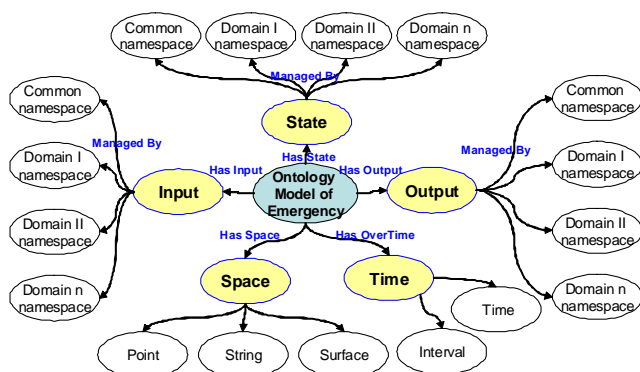 Common
namespace
Domain I
namespace
Domain II
namespace
Domain n
namespace
Managed By
State
Common
namespace
Managed By
Domain I
namespace
Domain II
namespace
Domain n
namespace
Has Input
Input
Has State
Ontology
Model of
Emergency
Has Output
Output
Common
namespace
Managed By
Domain I
namespace
Domain II
namespace
Domain n
namespace
Has Space
Space
Point
String
Surface
Has OverTime
Time
Time
Interval